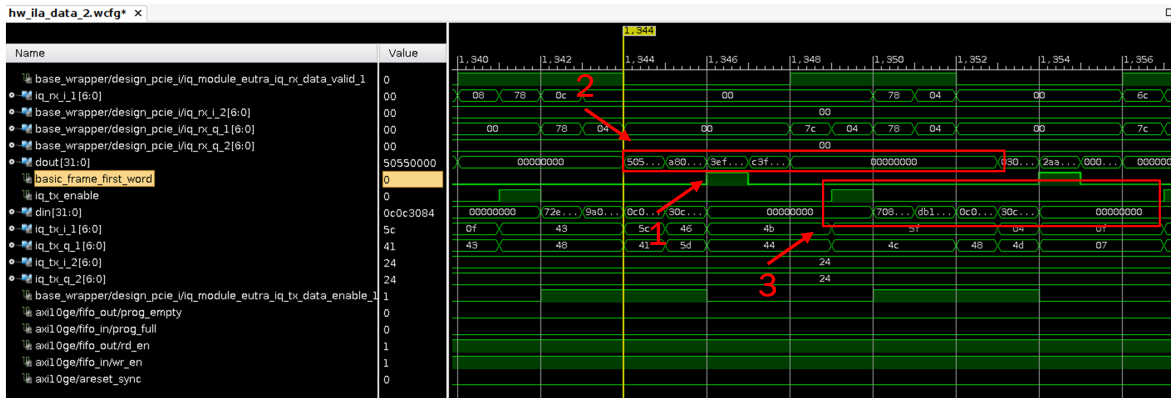 hw_ila_data_2.wcfg* ×
1,344
Name Value
1,340 1,342 1,344 1,346 1,348 1,350 1,352 1,354 1,356
base_wrapper/design_pcie_i/iq_module_eutra_iq_rx_data_valid_1 0
iq_rx_i_1[6:0] 00 08 78 0c 00 78 04 00 6c
base_wrapper/design_pcie_i/iq_rx_i_2[6:0] 00 00
base_wrapper/design_pcie_i/iq_rx_q_1[6:0] 00 00 78 04 00 7c 04 78 04 00 7c
base_wrapper/design_pcie_i/iq_rx_q_2[6:0] 00 00
dout[31:0] 50550000 00000000 505... a80... 3ef... c3f... 00000000 030... 2aa... 000... 000000
basic_frame_first_word 0
iq_tx_enable 0
din[31:0] 0c0c3084 00000000 72e... 9a0... 0c0... 30c... 00000000 708... db1... 0c0... 30c... 00000000
iq_tx_i_1[6:0] 5c 0f 43 5c 46 4b 5f 04 0f
iq_tx_q_1[6:0] 41 43 48 41 5d 44 4c 48 4d 07
iq_tx_i_2[6:0] 24 24
iq_tx_q_2[6:0] 24 24
base_wrapper/design_pcie_i/iq_module_eutra_iq_tx_data_enable_1 1
axi10ge/fifo_out/prog_empty 0
axi10ge/fifo_in/prog_full 0
axi10ge/fifo_out/rd_en 1
axi10ge/fifo_in/wr_en 1
axi10ge/areset_sync 0
2
1
3